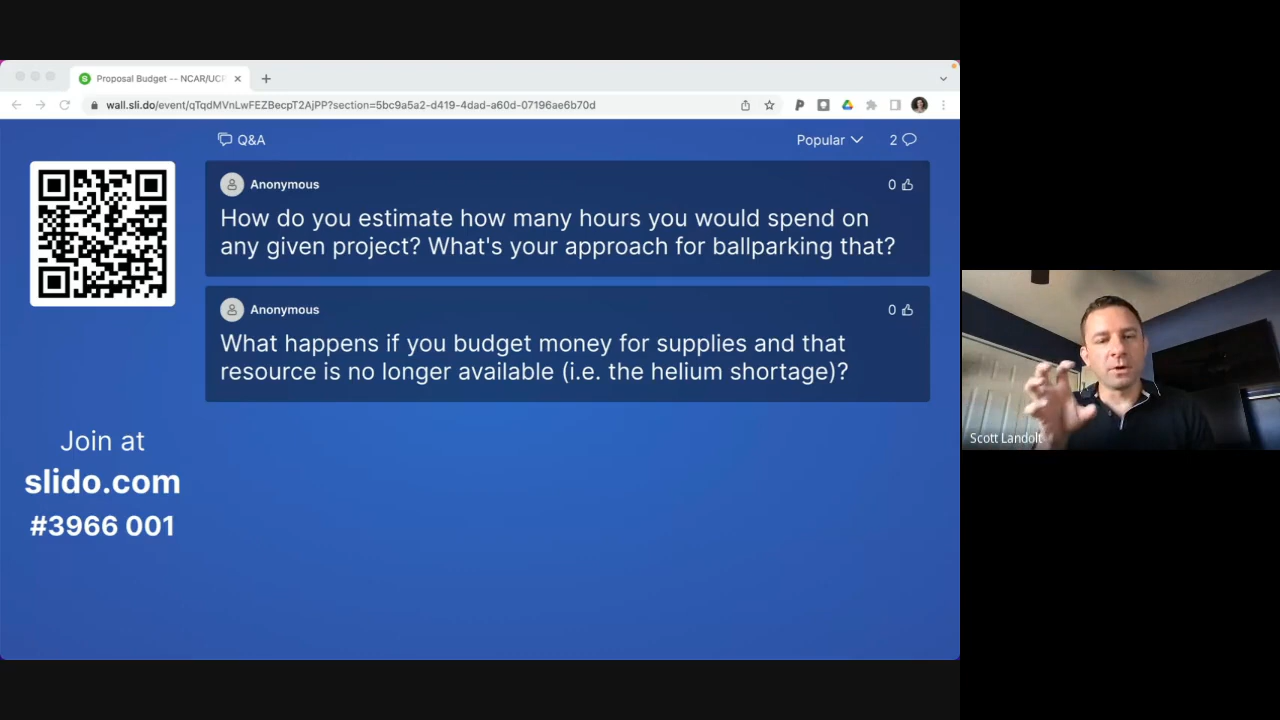 Proposal Budget -- NCAR/UCP
wall.sli.do/event/qTqdMVnLwFEZBecpT2AjPP?section=5bc9a5a2-d419-4dad-a60d-07196ae6b70d
Q&A
Popular
2
Anonymous
0
How do you estimate how many hours you would spend on
any given project? What's your approach for ballparking that?
Anonymous
0
What happens if you budget money for supplies and that
resource is no longer available (i.e. the helium shortage)?
Join at
slido.com
#3966 001
Scott Landolt